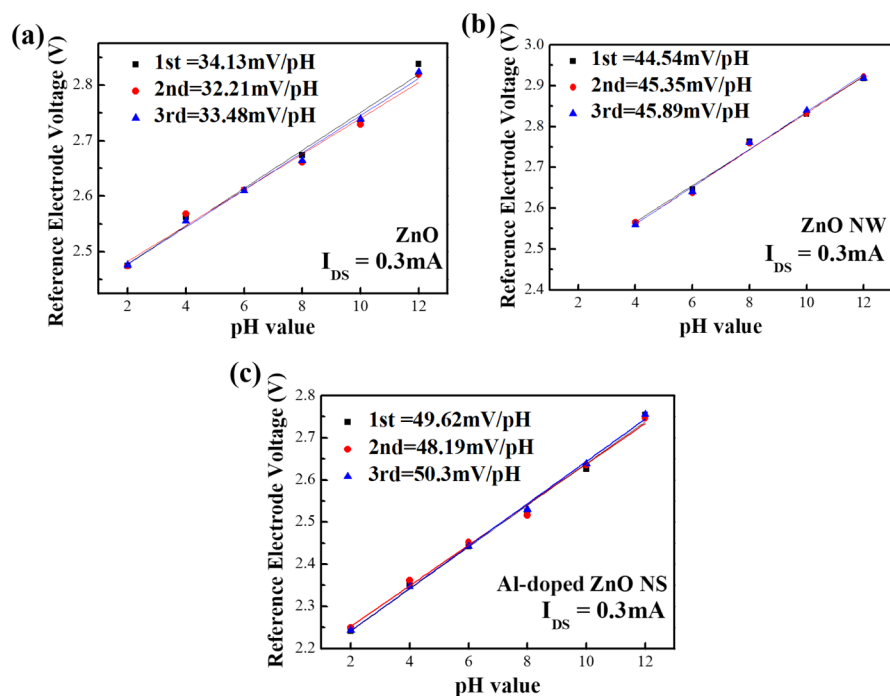 (a)
Reference Electrode Voltage (V)
2.8
2.7
2.6
2.5
1st =34.13mV/pH
2nd=32.21mV/pH
3rd=33.48mV/pH
ZnO
I_DS = 0.3mA
2 4 6 8 10 12
pH value
(b)
Reference Electrode Voltage (V)
3.0
2.9
2.8
2.7
2.6
2.5
2.4
1st =44.54mV/pH
2nd=45.35mV/pH
3rd=45.89mV/pH
ZnO NW
I_DS = 0.3mA
2 4 6 8 10 12
pH value
(c)
Reference Electrode Voltage (V)
2.8
2.7
2.6
2.5
2.4
2.3
2.2
1st =49.62mV/pH
2nd=48.19mV/pH
3rd=50.3mV/pH
Al-doped ZnO NS
I_DS = 0.3mA
2 4 6 8 10 12
pH value